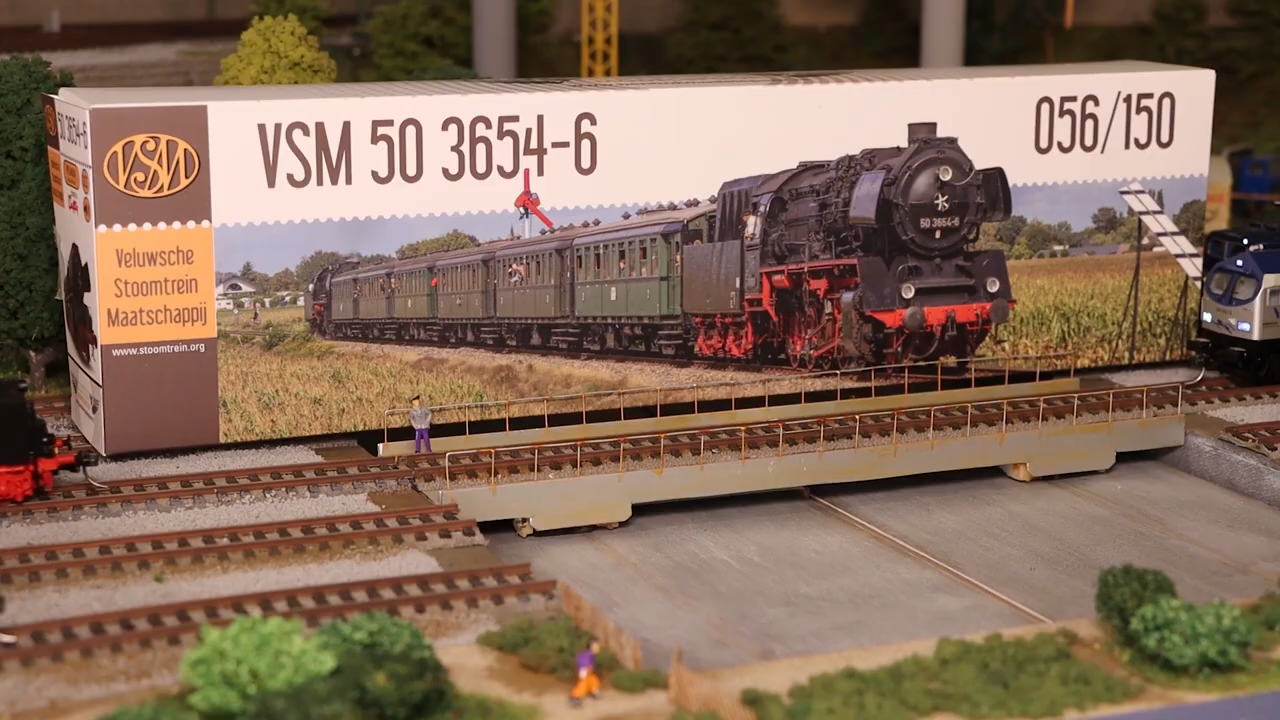 50 3654-6
VSM
VSM 50 3654-6
056/150
Veluwsche
Stoomtrein
Maatschappij
www.stoomtrein.org
50 3654-6